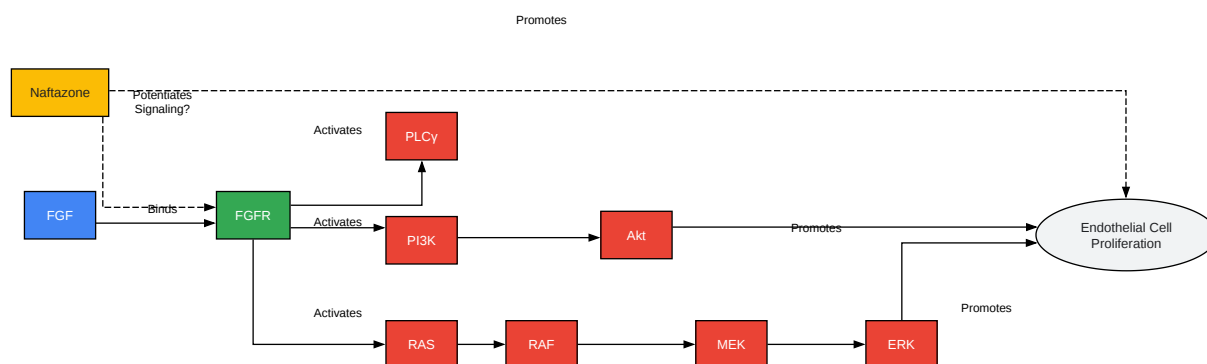 Promotes
Naftazone
Potentiates
Signaling?
Activates
PLCγ
FGF
Binds
FGFR
Activates
PI3K
Akt
Promotes
Endothelial Cell
Proliferation
Activates
RAS
RAF
MEK
ERK
Promotes